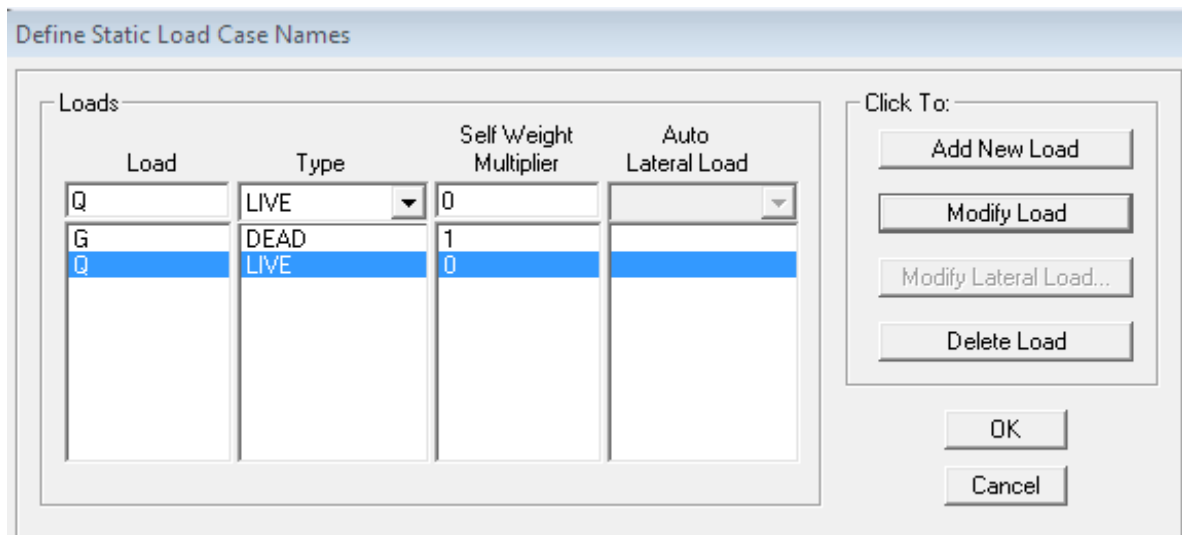 Define Static Load Case Names
Loads
Click To:
Self Weight Auto
Load Type Multiplier Lateral Load
Add New Load
Q LIVE 0
Modify Load
G DEAD 1
Q LIVE 0
Modify Lateral Load...
Delete Load
OK
Cancel